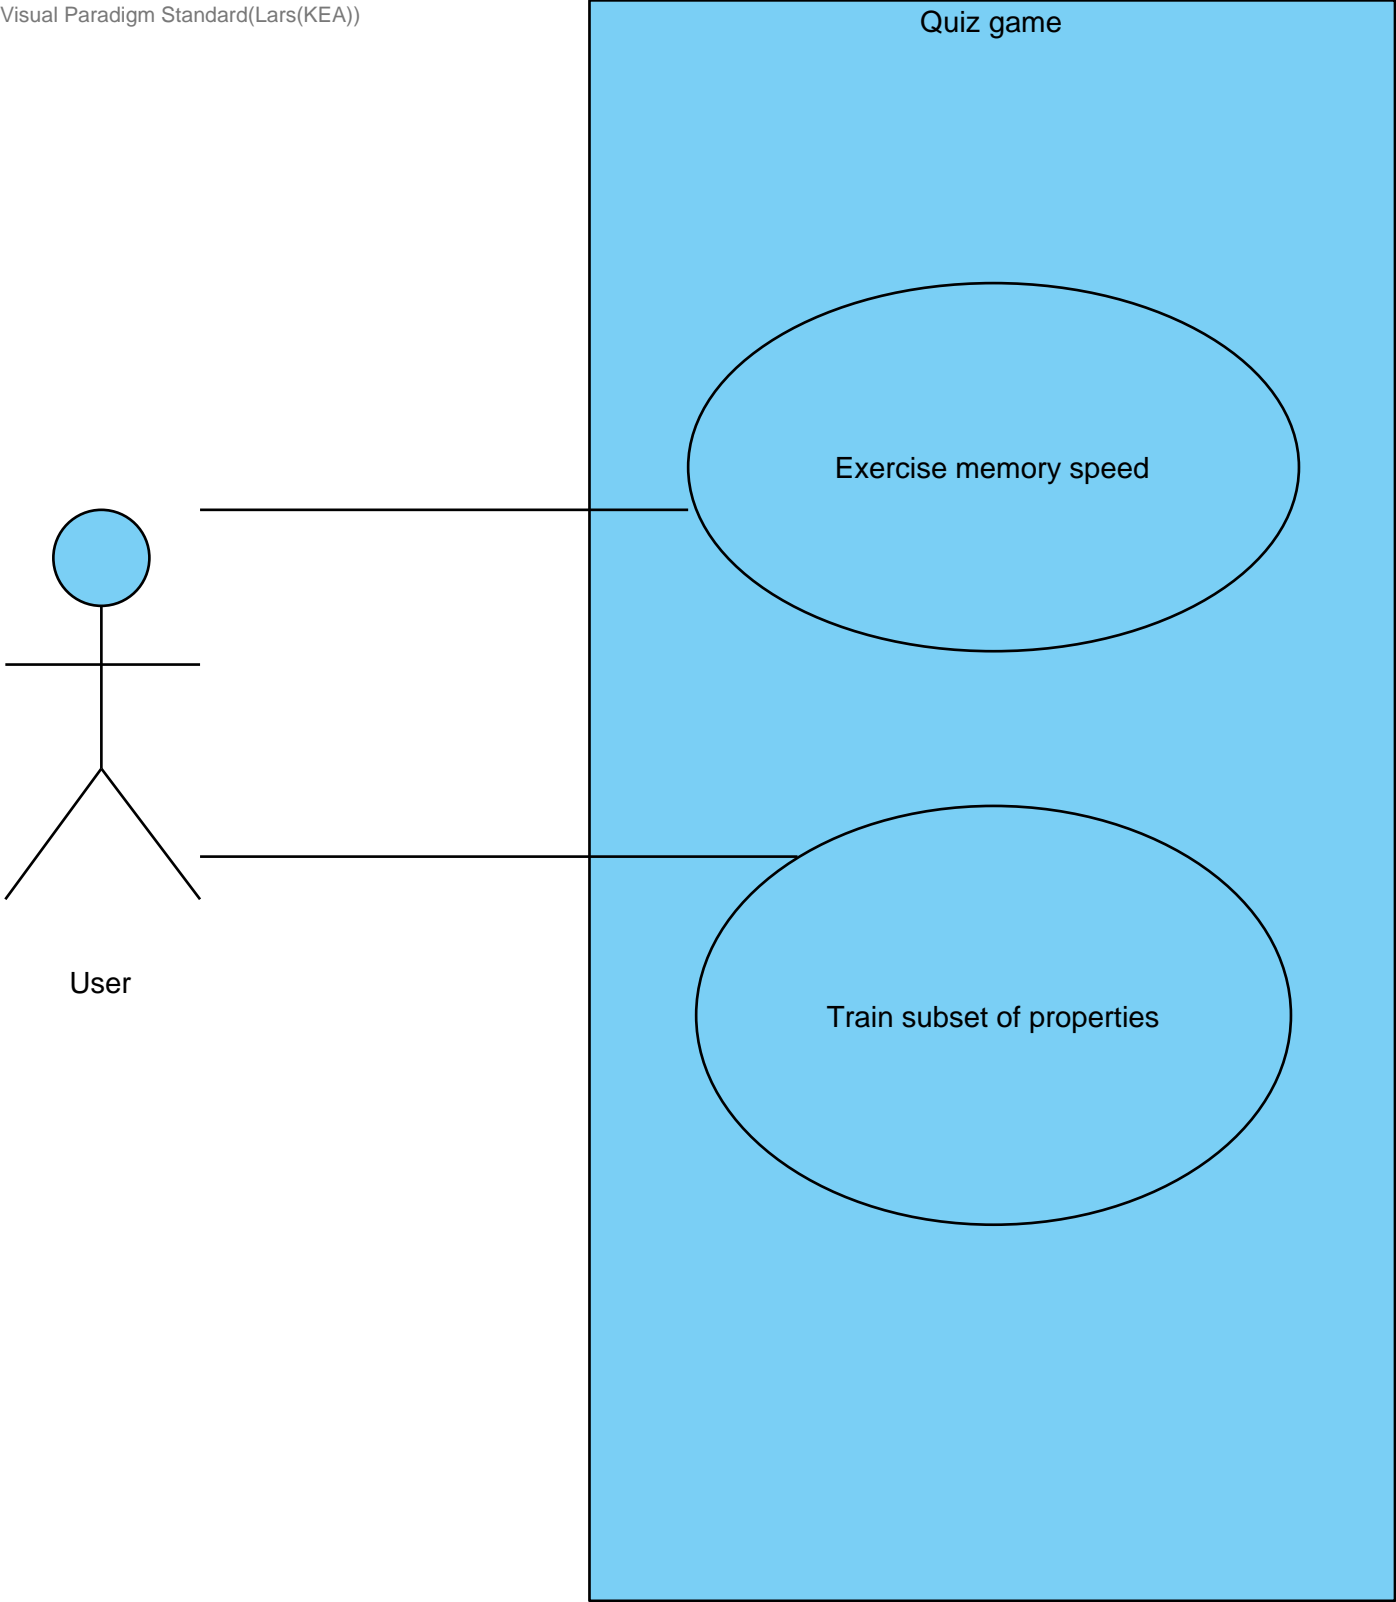 Visual Paradigm Standard(Lars(KEA))
Quiz game
Exercise memory speed
User
Train subset of properties